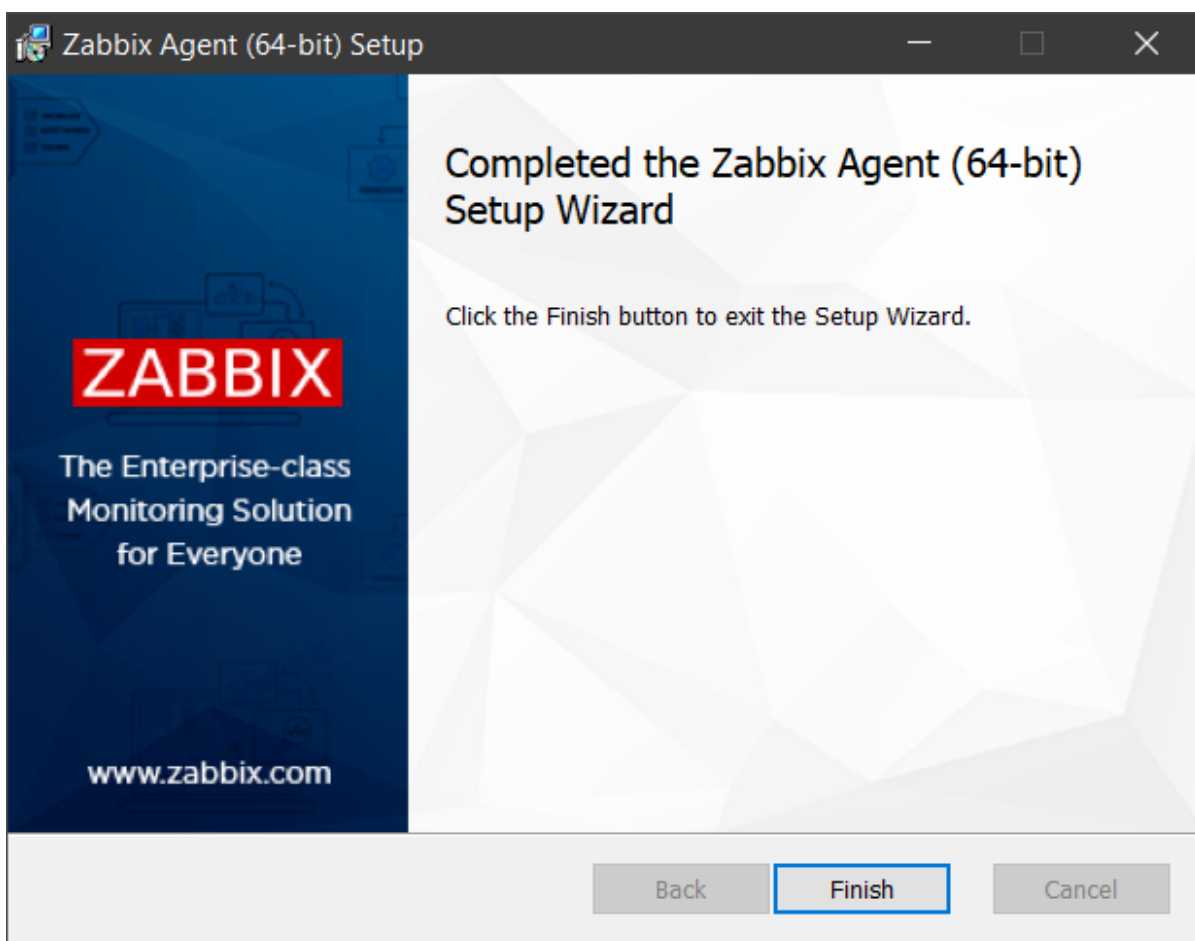 Zabbix Agent (64-bit) Setup
Completed the Zabbix Agent (64-bit)
Setup Wizard
Click the Finish button to exit the Setup Wizard.
ZABBIX
The Enterprise-class
Monitoring Solution
for Everyone
www.zabbix.com
Back
Finish
Cancel